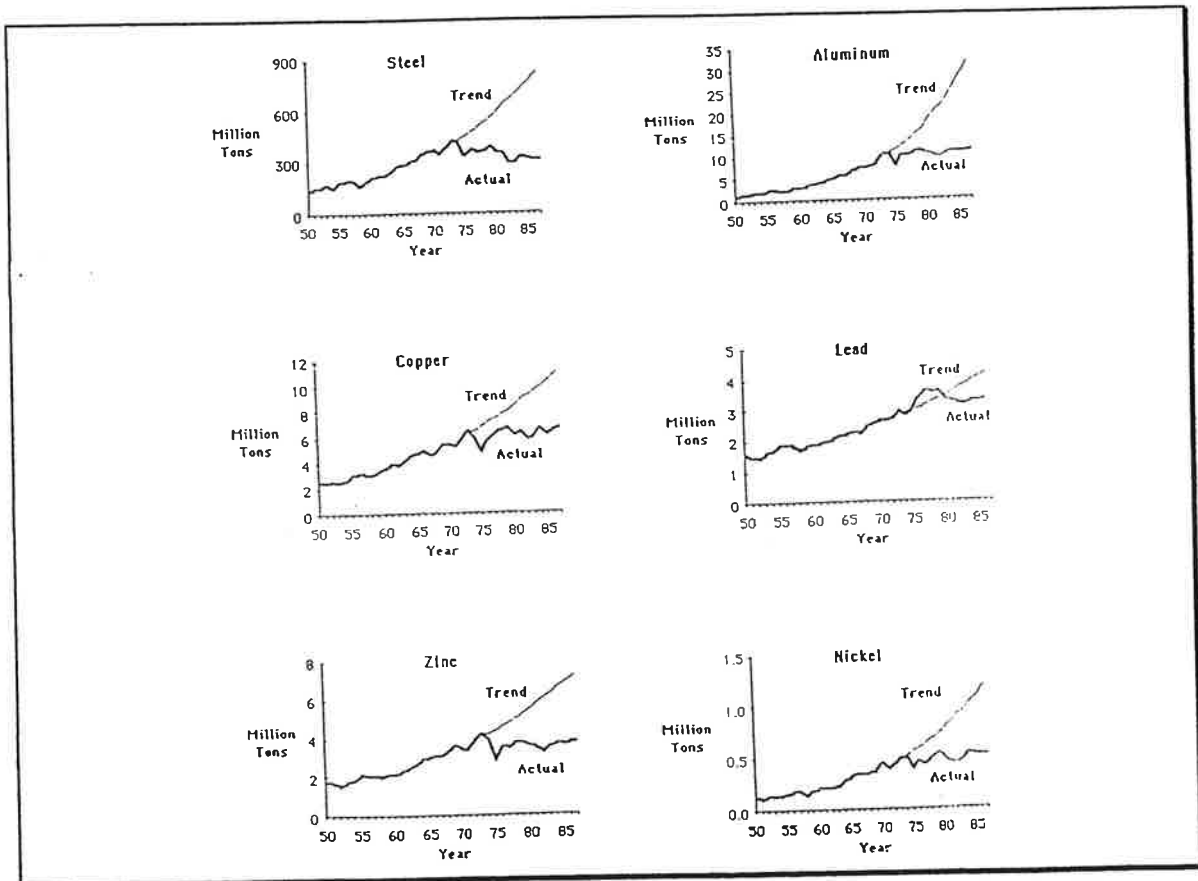 Steel
900
600
300
0
Million
Tons
Trend
Actual
50 55 60 65 70 75 80 85
Year
Aluminum
35
30
25
20
15
10
5
0
Million
Tons
Trend
Actual
50 55 60 65 70 75 80 85
Year
Copper
12
10
8
6
4
2
0
Million
Tons
Trend
Actual
50 55 60 65 70 75 80 85
Year
Lead
5
4
3
2
1
0
Million
Tons
Trend
Actual
50 55 60 65 70 75 80 85
Year
Zinc
8
6
4
2
0
Million
Tons
Trend
Actual
50 55 60 65 70 75 80 85
Year
Nickel
1.5
1.0
0.5
0.0
Million
Tons
Trend
Actual
50 55 60 65 70 75 80 85
Year